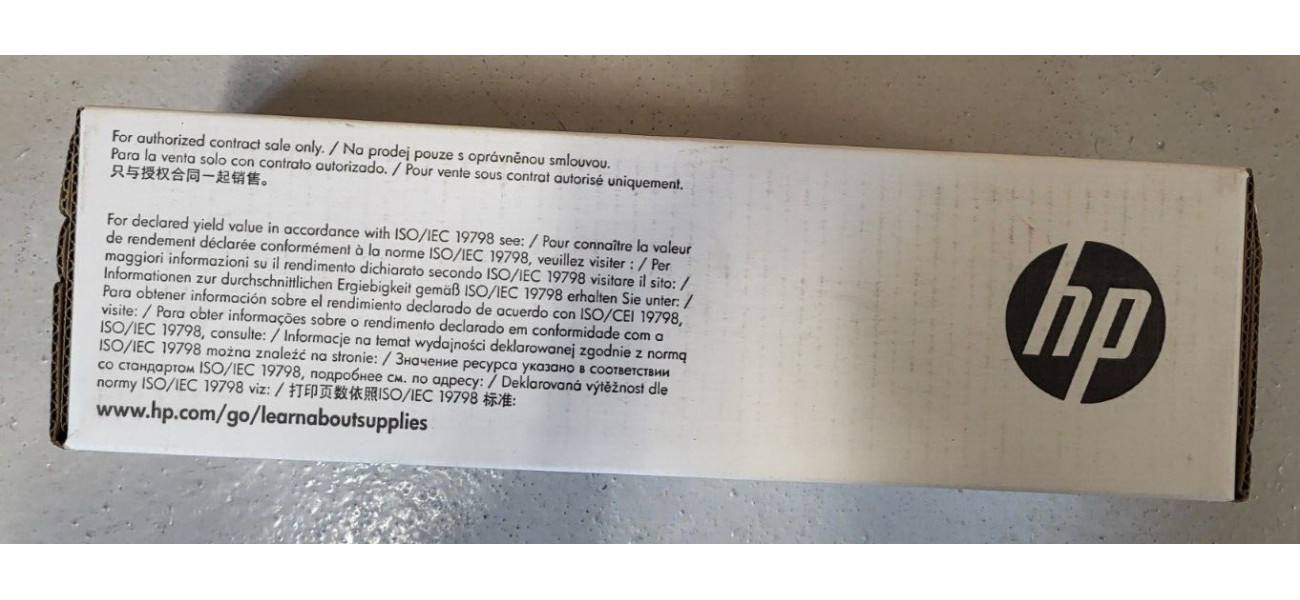 For authorized contract sale only. / Na prodej pouze s oprávněnou smlouvou.
Para la venta solo con contrato autorizado. / Pour vente sous contrat autorisé uniquement.
只与授权合同一起销售。
For declared yield value in accordance with ISO/IEC 19798 see: / Pour connaître la valeur
de rendement déclarée conformément à la norme ISO/IEC 19798, veuillez visiter : / Per
maggiori informazioni su il rendimento dichiarato secondo ISO/IEC 19798 visitare il sito: /
Informationen zur durchschnittlichen Ergiebigkeit gemäß ISO/IEC 19798 erhalten Sie unter: /
Para obtener información sobre el rendimiento declarado de acuerdo con ISO/CEI 19798,
visite: / Para obter informações sobre o rendimento declarado em conformidade com a
ISO/IEC 19798, consulte: / Informacje na temat wydajności deklarowanej zgodnie z normą
ISO/IEC 19798 można znaleźć na stronie: / Значение ресурса указано в соответствии
со стандартом ISO/IEC 19798, подробнее см. по адресу: / Deklarovaná výtěžnost dle
normy ISO/IEC 19798 viz: / 打印页数依照ISO/IEC 19798 标准:
www.hp.com/go/learnaboutsupplies
hp